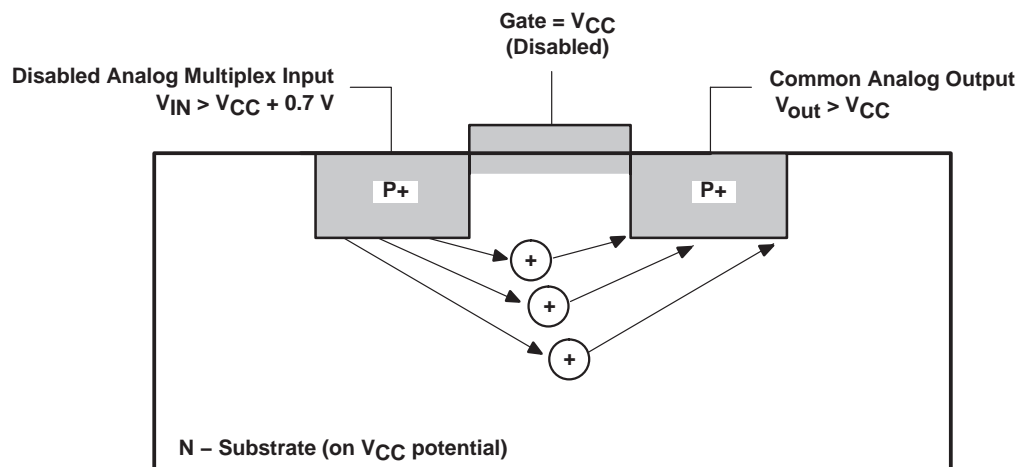 Gate = VCC
(Disabled)
Disabled Analog Multiplex Input
VIN > VCC + 0.7 V
Common Analog Output
Vout > VCC
P+
P+
+
+
+
N – Substrate (on VCC potential)